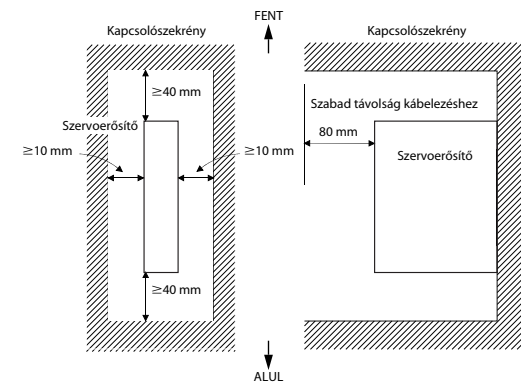 FENT
Kapcsolószekrény
Kapcsolószekrény
≧40 mm
Szabad távolság kábelezéshez
Szervoerősítő
80 mm
≧10 mm
≧10 mm
Szervoerősítő
≧40 mm
ALUL